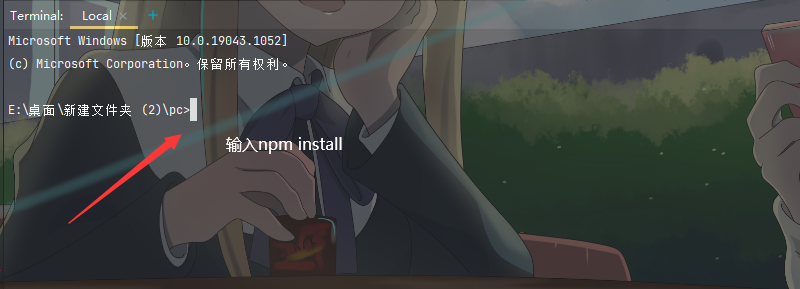 Terminal: Local × +
Microsoft Windows [版本 10.0.19043.1052]
(c) Microsoft Corporation。保留所有权利。
E:\桌面\新建文件夹 (2)\pc>
输入npm install